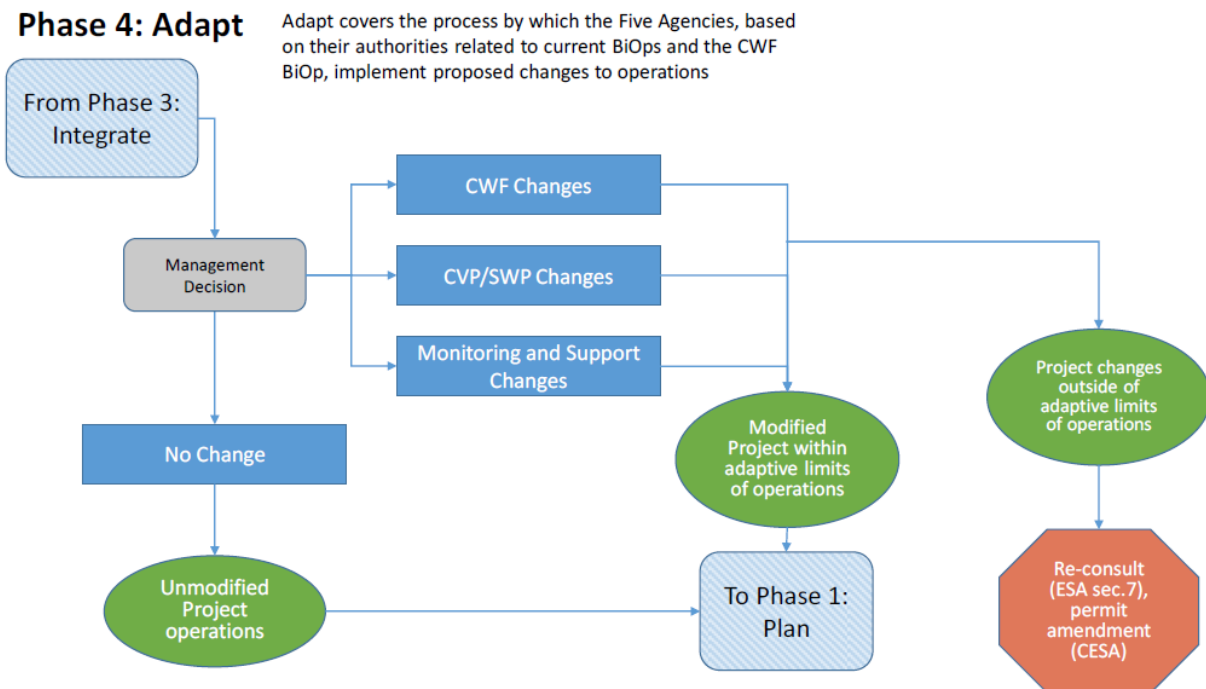 Phase 4: Adapt
Adapt covers the process by which the Five Agencies, based
on their authorities related to current BiOps and the CWF
BiOp, implement proposed changes to operations
From Phase 3:
Integrate
CWF Changes
Management
Decision
CVP/SWP Changes
Monitoring and Support
Changes
Project changes
outside of
adaptive limits
of operations
No Change
Modified
Project within
adaptive limits
of operations
Unmodified
Project
operations
To Phase 1:
Plan
Re-consult
(ESA sec.7),
permit
amendment
(CESA)